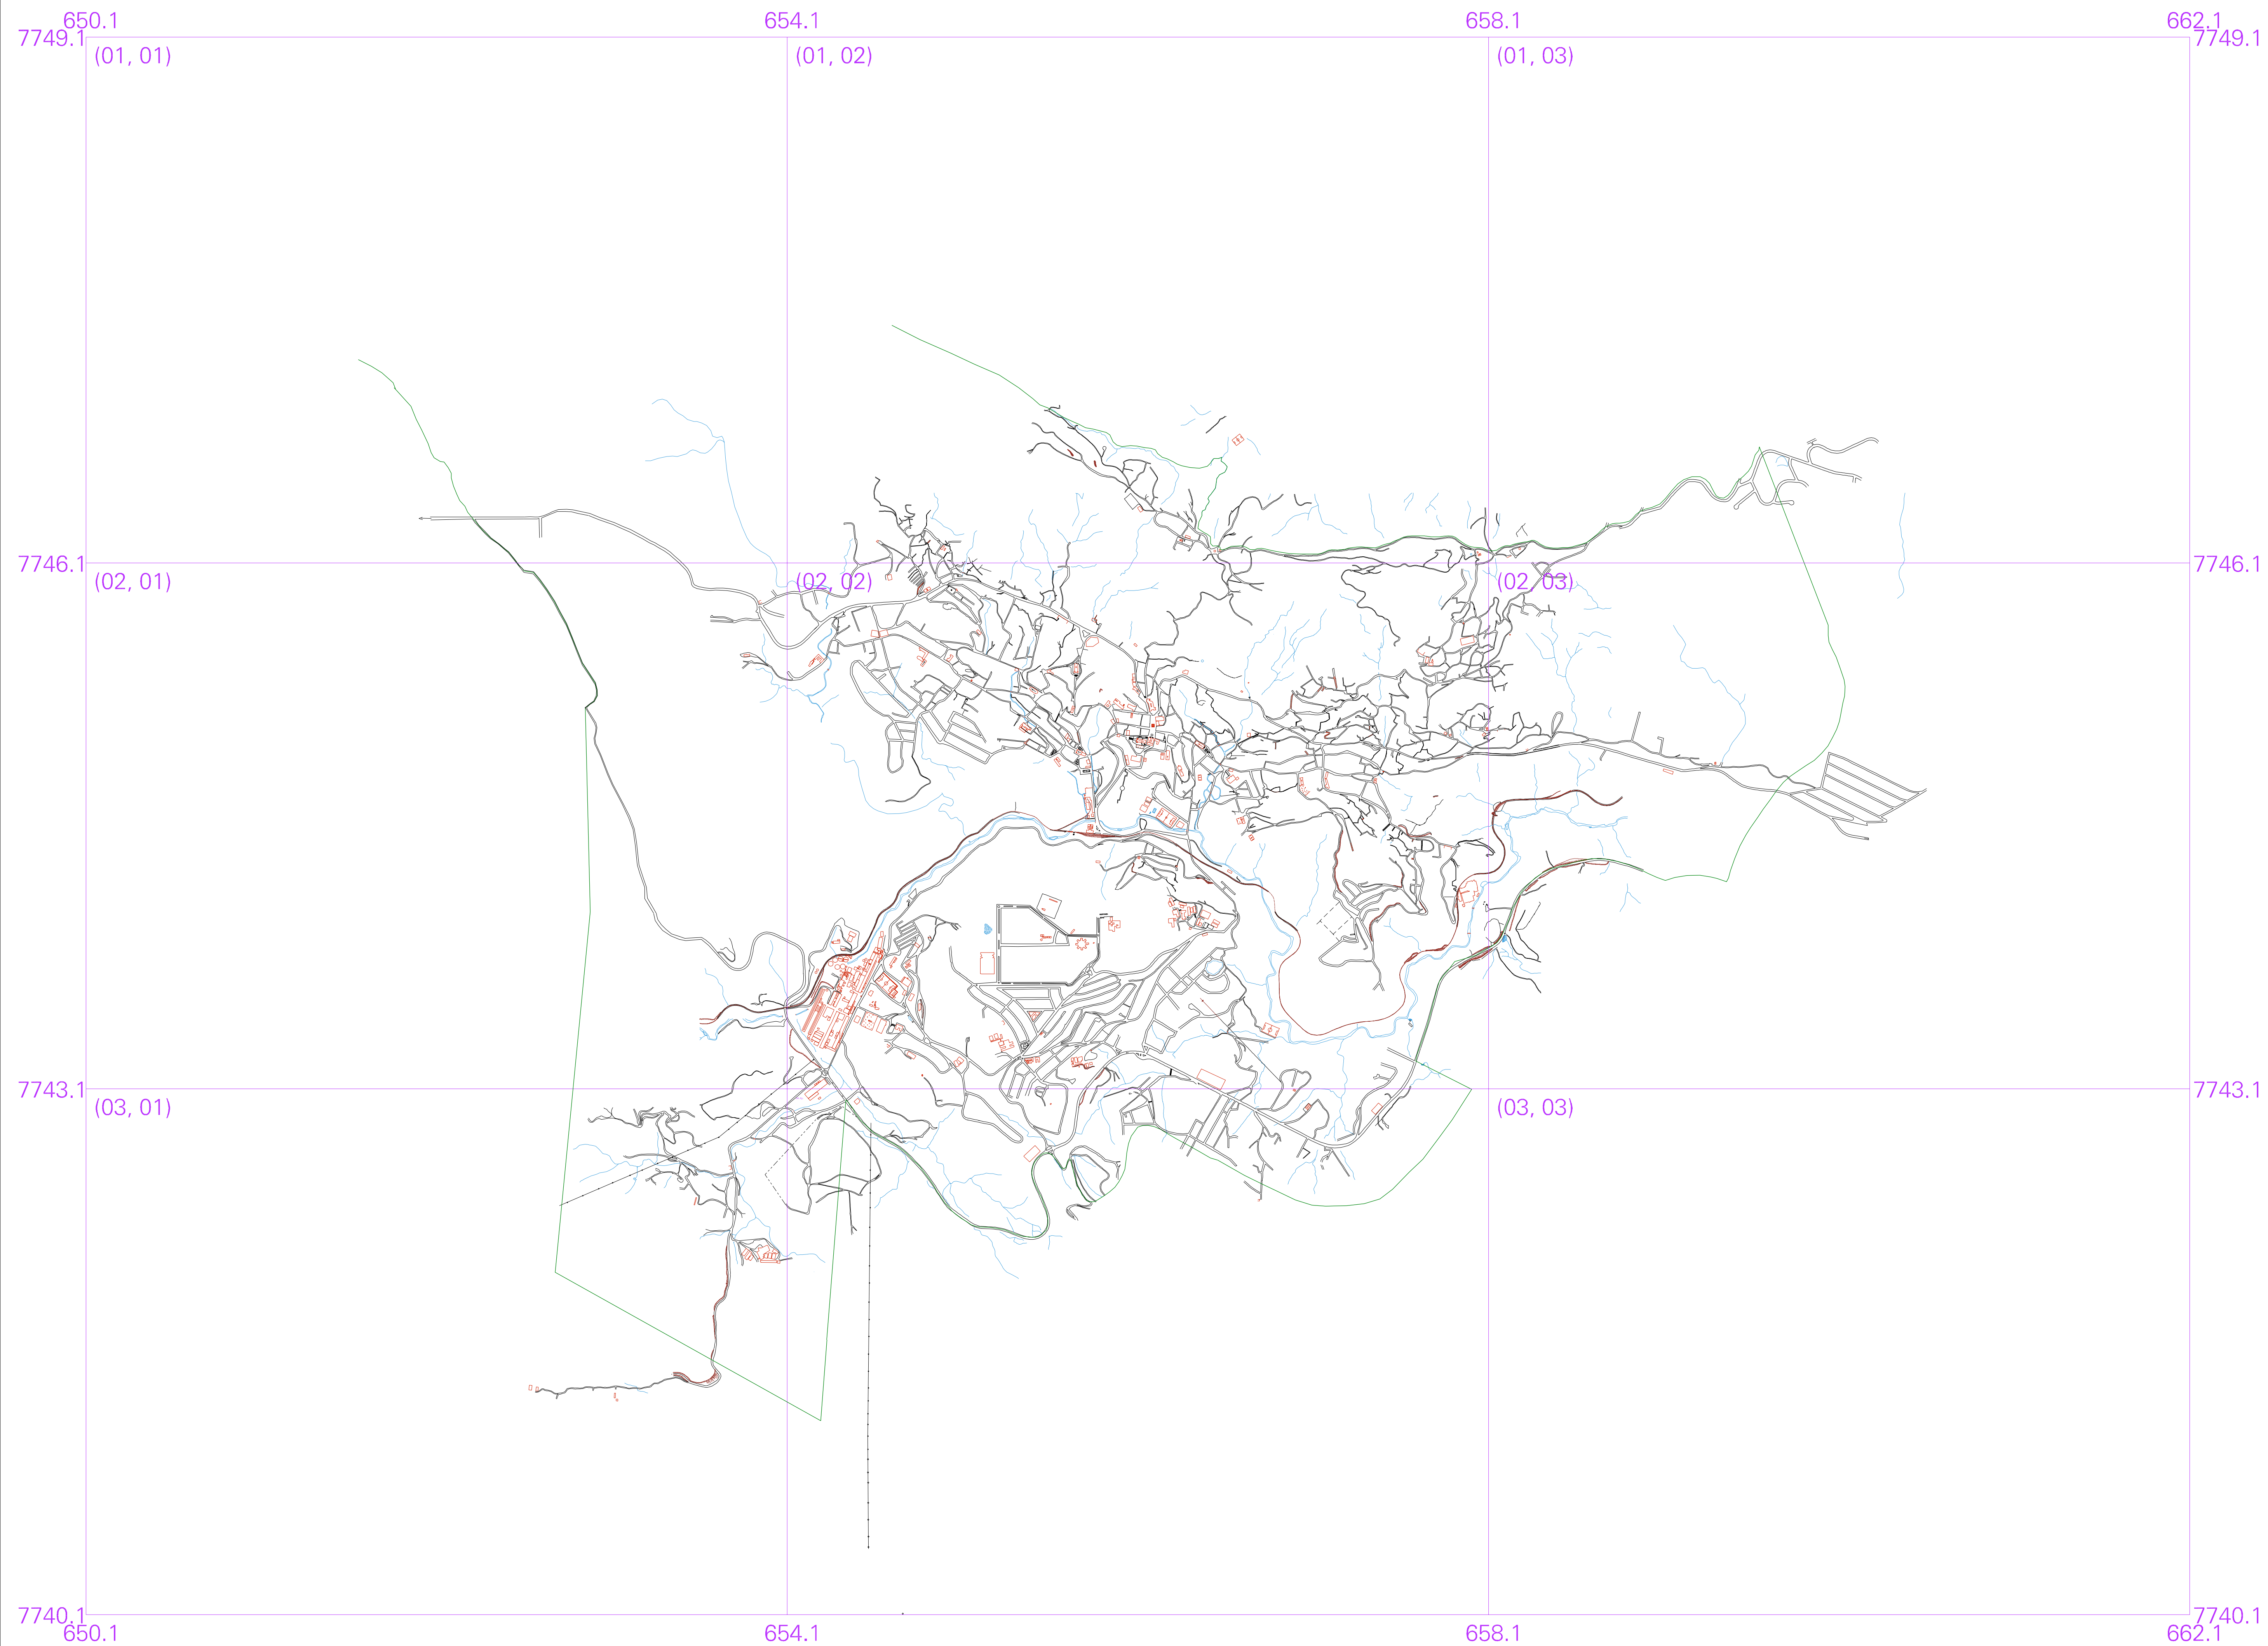 650.1 654.1 658.1 662.1
7749.1 7749.1
(01, 01) (01, 02) (01, 03)
7746.1 7746.1
(02, 01) (02, 02) (02, 03)
7743.1 7743.1
(03, 01) (03, 03)
7740.1 7740.1
650.1 654.1 658.1 662.1